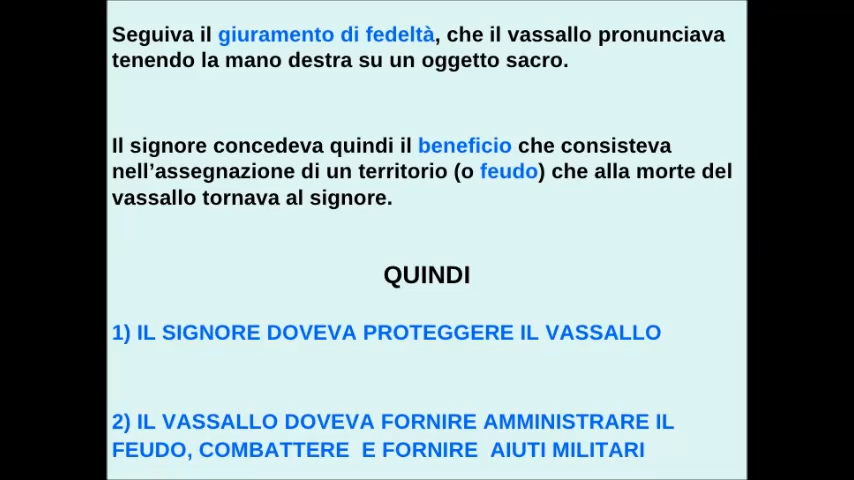 Seguiva il giuramento di fedeltà, che il vassallo pronunciava
tenendo la mano destra su un oggetto sacro.
Il signore concedeva quindi il beneficio che consisteva
nell’assegnazione di un territorio (o feudo) che alla morte del
vassallo tornava al signore.
QUINDI
1) IL SIGNORE DOVEVA PROTEGGERE IL VASSALLO
2) IL VASSALLO DOVEVA FORNIRE AMMINISTRARE IL
FEUDO, COMBATTERE  E FORNIRE  AIUTI MILITARI